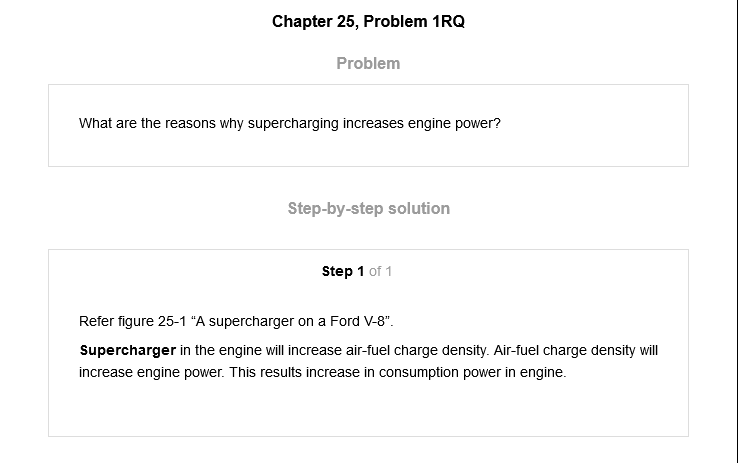 Chapter 25, Problem 1RQ
Problem
What are the reasons why supercharging increases engine power?
Step-by-step solution
Step 1 of 1
Refer figure 25-1 “A supercharger on a Ford V-8”.
Supercharger in the engine will increase air-fuel charge density. Air-fuel charge density will
increase engine power. This results increase in consumption power in engine.